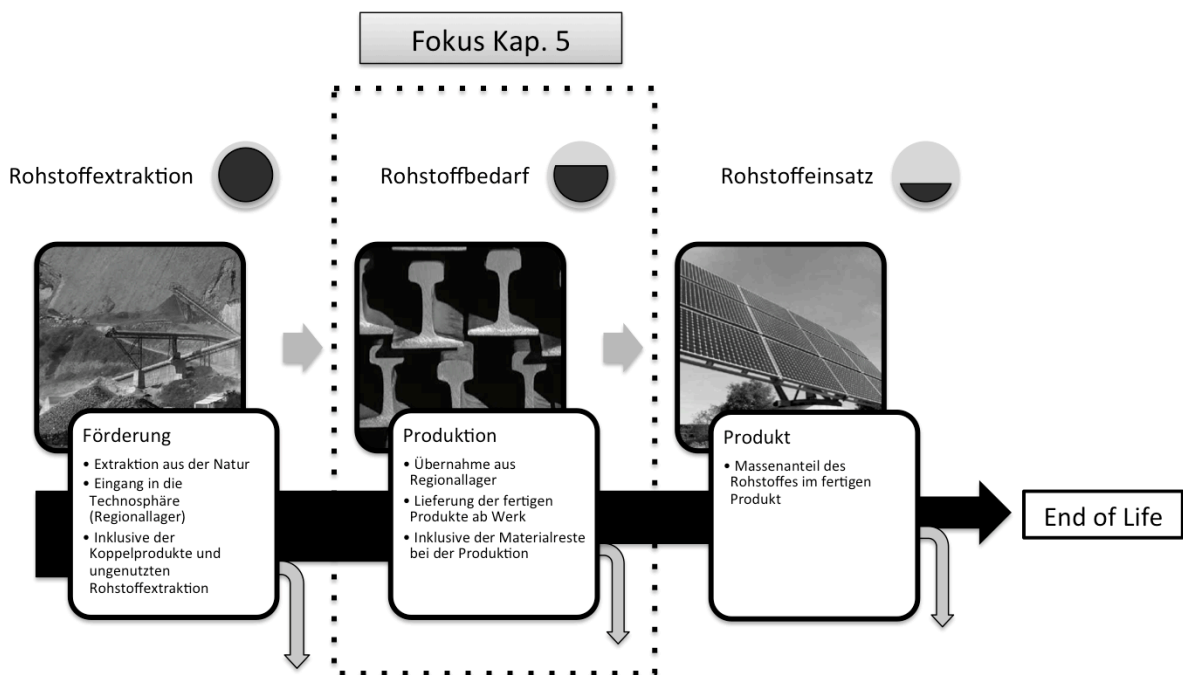 Fokus Kap. 5
Rohstoffextraktion
Rohstoffbedarf
Rohstoffeinsatz
Förderung
• Extraktion aus der Natur
• Eingang in die
Technosphäre
(Regionallager)
• Inklusive der
Koppelprodukte und
ungenutzten
Rohstoffextraktion
Produktion
• Übernahme aus
Regionallager
• Lieferung der fertigen
Produkte ab Werk
• Inklusive der Materialreste
bei der Produktion
Produkt
• Massenanteil des
Rohstoffes im fertigen
Produkt
End of Life